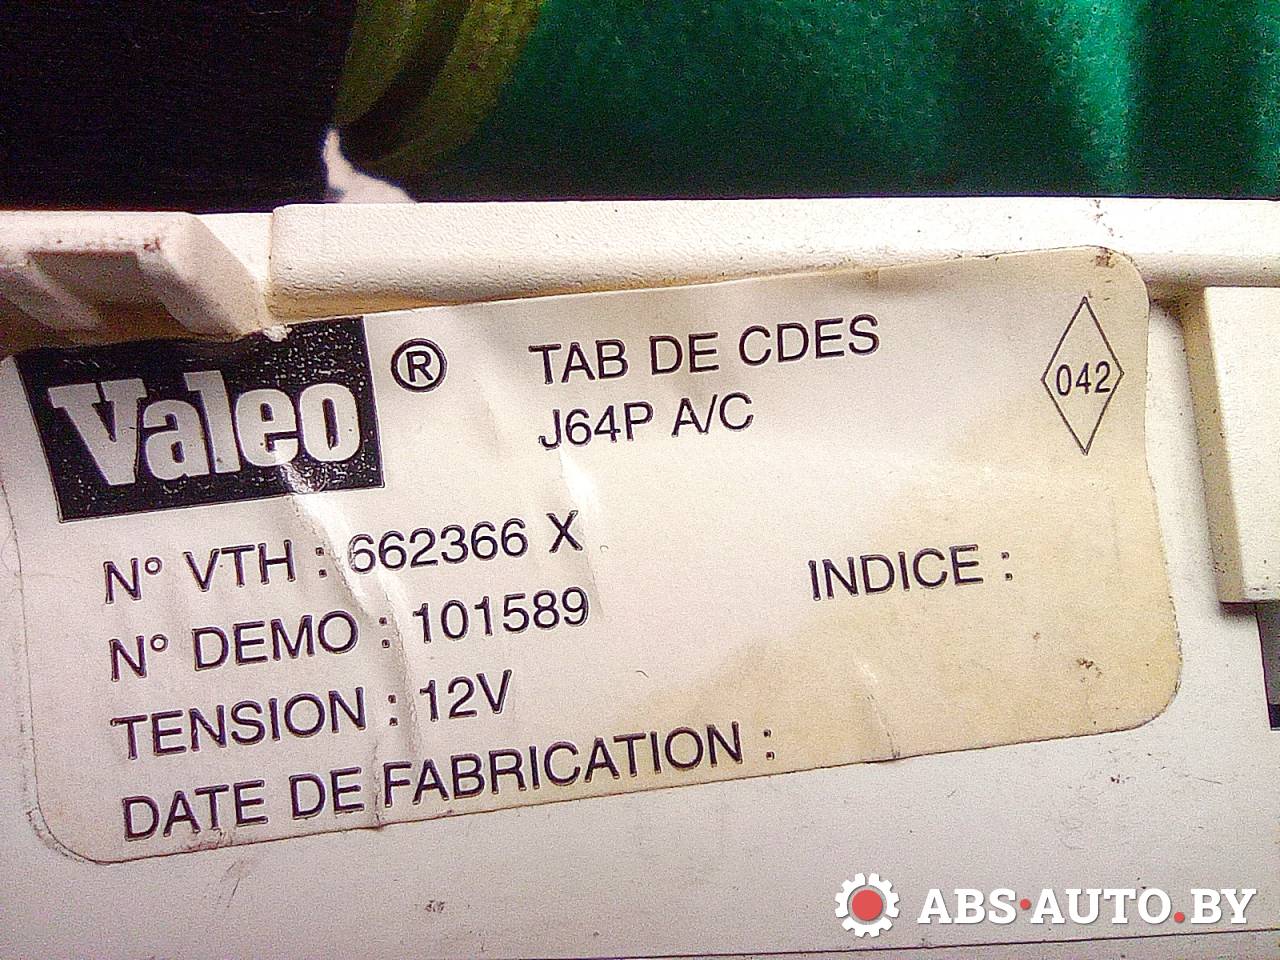 Valeo ®
TAB DE CDES
J64P A/C
042
N° VTH : 662366 X
N° DEMO : 101589
INDICE :
TENSION : 12V
DATE DE FABRICATION :
ABS·AUTO.BY